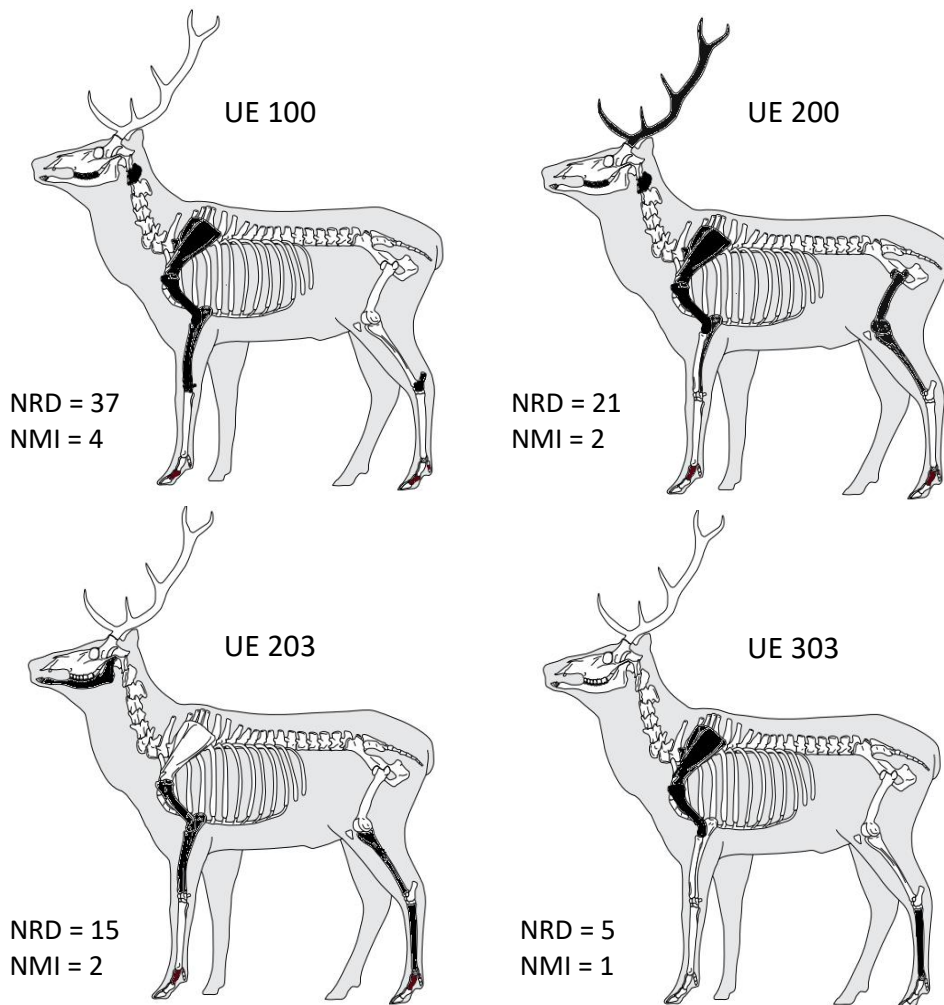 UE 100
NRD = 37
NMI = 4
UE 200
NRD = 21
NMI = 2
UE 203
NRD = 15
NMI = 2
UE 303
NRD = 5
NMI = 1